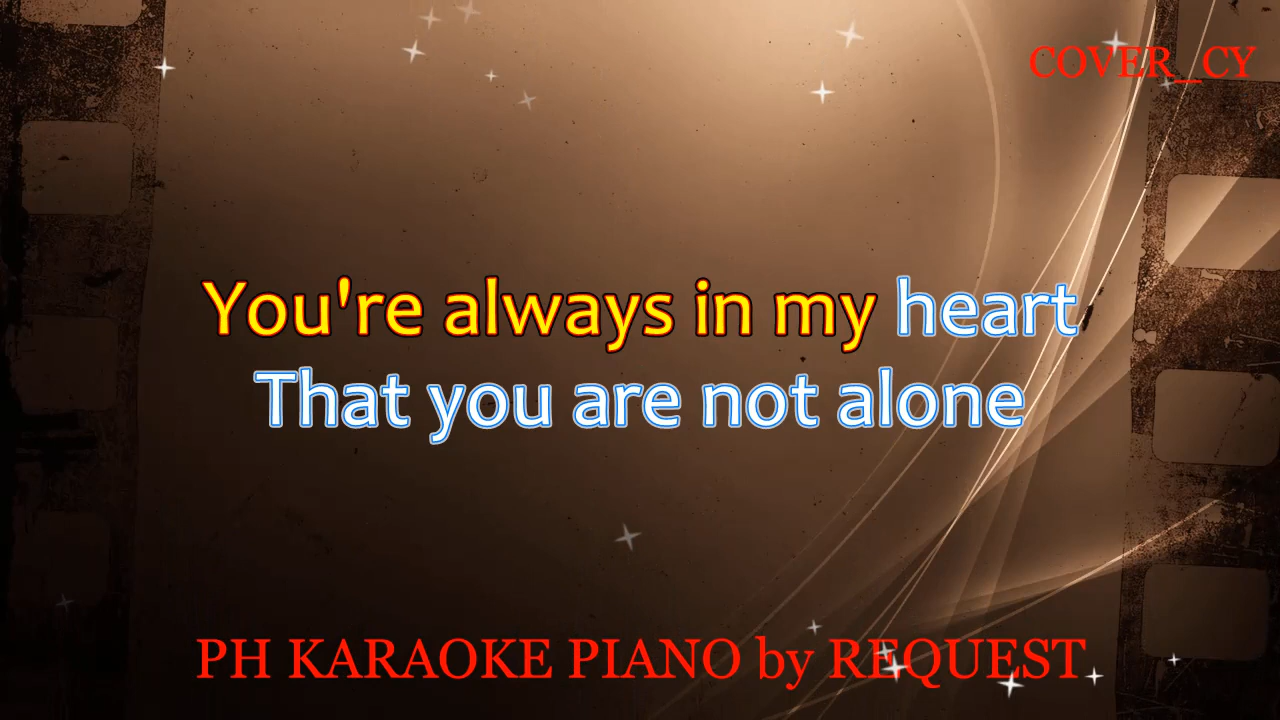 COVER_CY
You're always in my heart
That you are not alone
PH KARAOKE PIANO by REQUEST